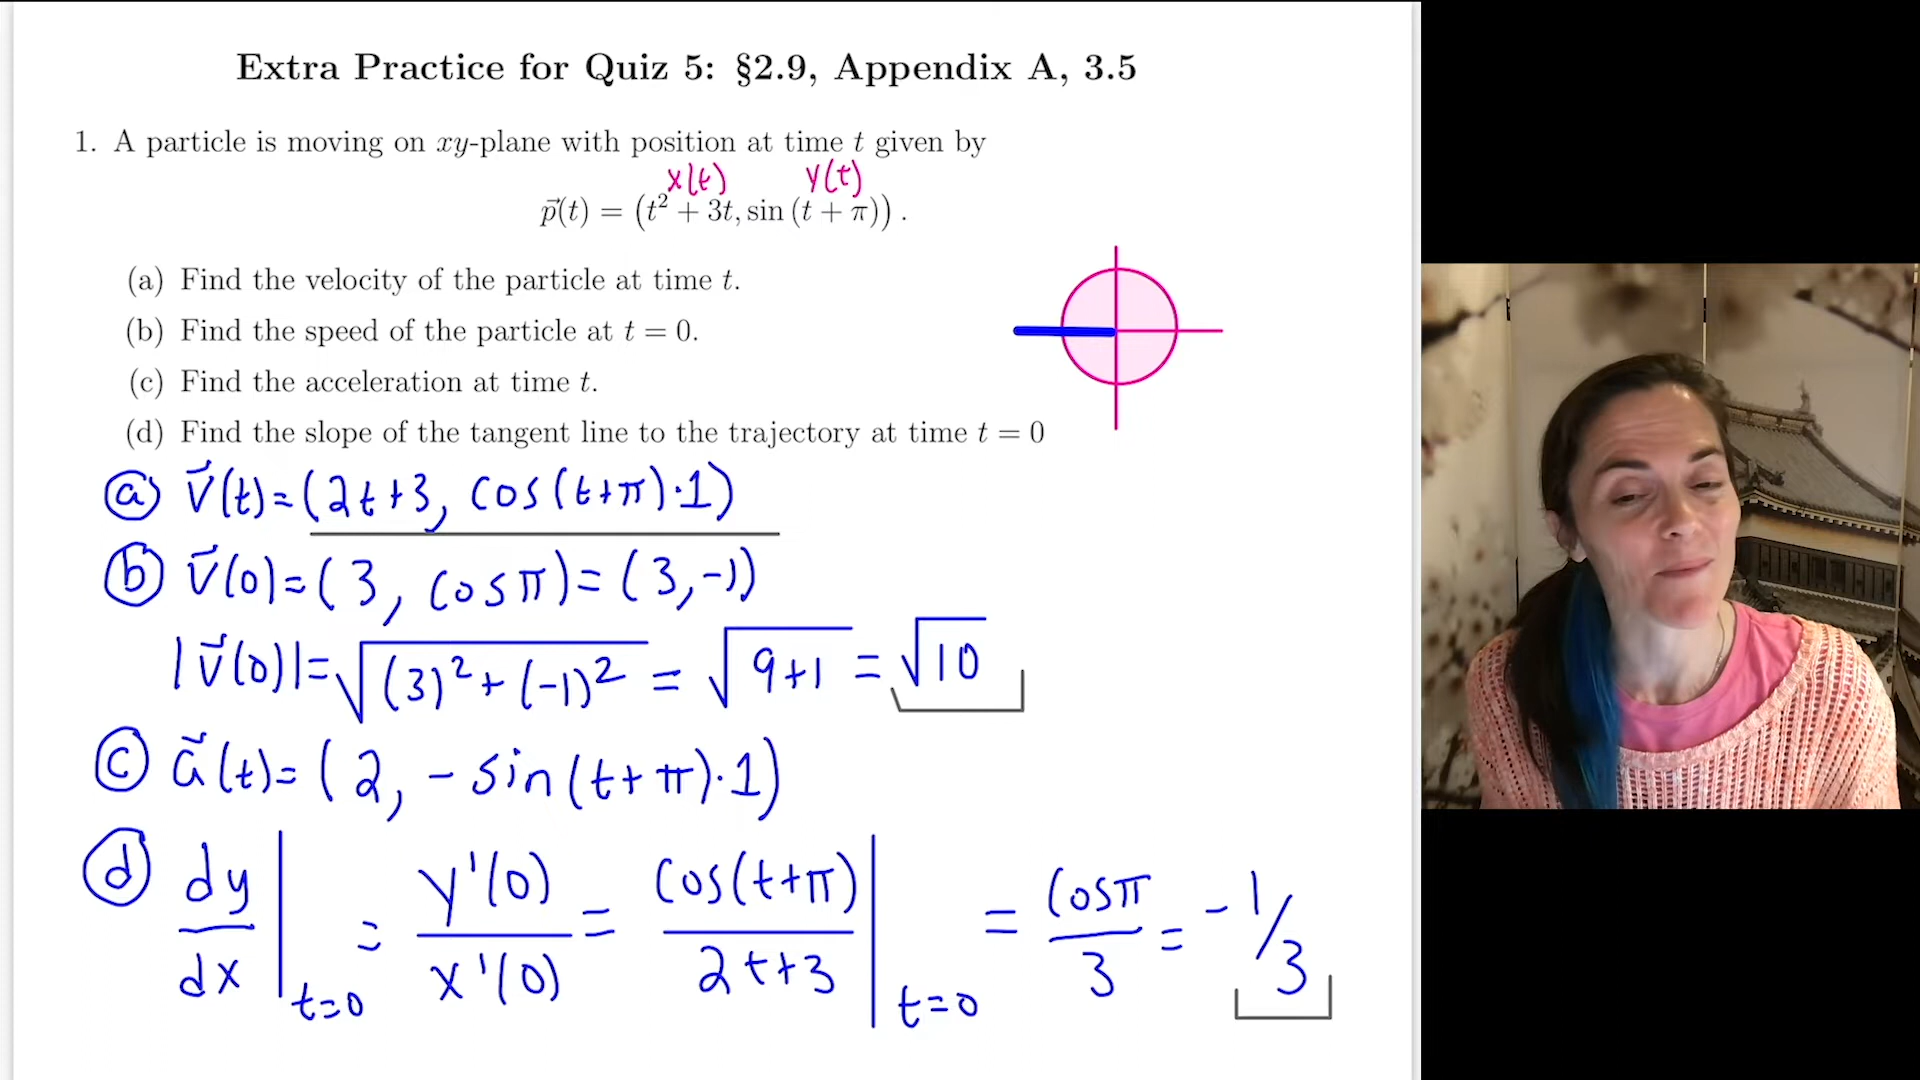 Extra Practice for Quiz 5: §2.9, Appendix A, 3.5
1. A particle is moving on xy-plane with position at time t given by
x(t) y(t)
p⃗(t) = (t² + 3t, sin (t + π)) .
(a) Find the velocity of the particle at time t.
(b) Find the speed of the particle at t = 0.
(c) Find the acceleration at time t.
(d) Find the slope of the tangent line to the trajectory at time t = 0
ⓐ v⃗(t)=(2t+3, cos(t+π)·1)
ⓑ v⃗(0)=(3, cosπ)=(3,-1)
|v⃗(0)|=√((3)²+(-1)²) = √(9+1) = √10
ⓒ a⃗(t)=(2, -sin(t+π)·1)
ⓓ dy/dx |t=0 = y'(0)/x'(0) = cos(t+π)/2t+3 |t=0 = cosπ/3 = -1/3